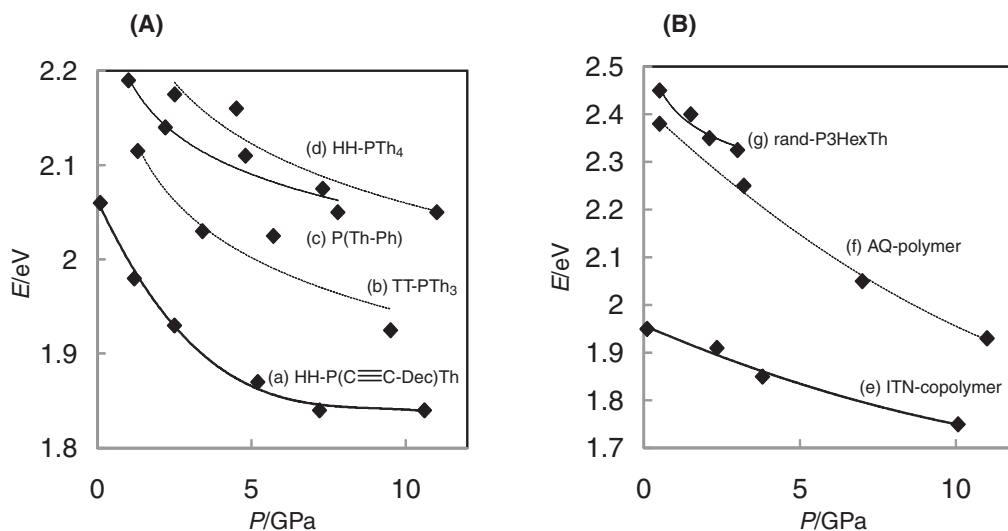 (A)
2.2
2.1
2
1.9
1.8
E/eV
0
5
10
P/GPa
(d) HH-PTh₄
(c) P(Th-Ph)
(b) TT-PTh₃
(a) HH-P(C≡C-Dec)Th
(B)
2.5
2.4
2.3
2.2
2.1
2
1.9
1.8
1.7
E/eV
0
5
10
P/GPa
(g) rand-P3HexTh
(f) AQ-polymer
(e) ITN-copolymer